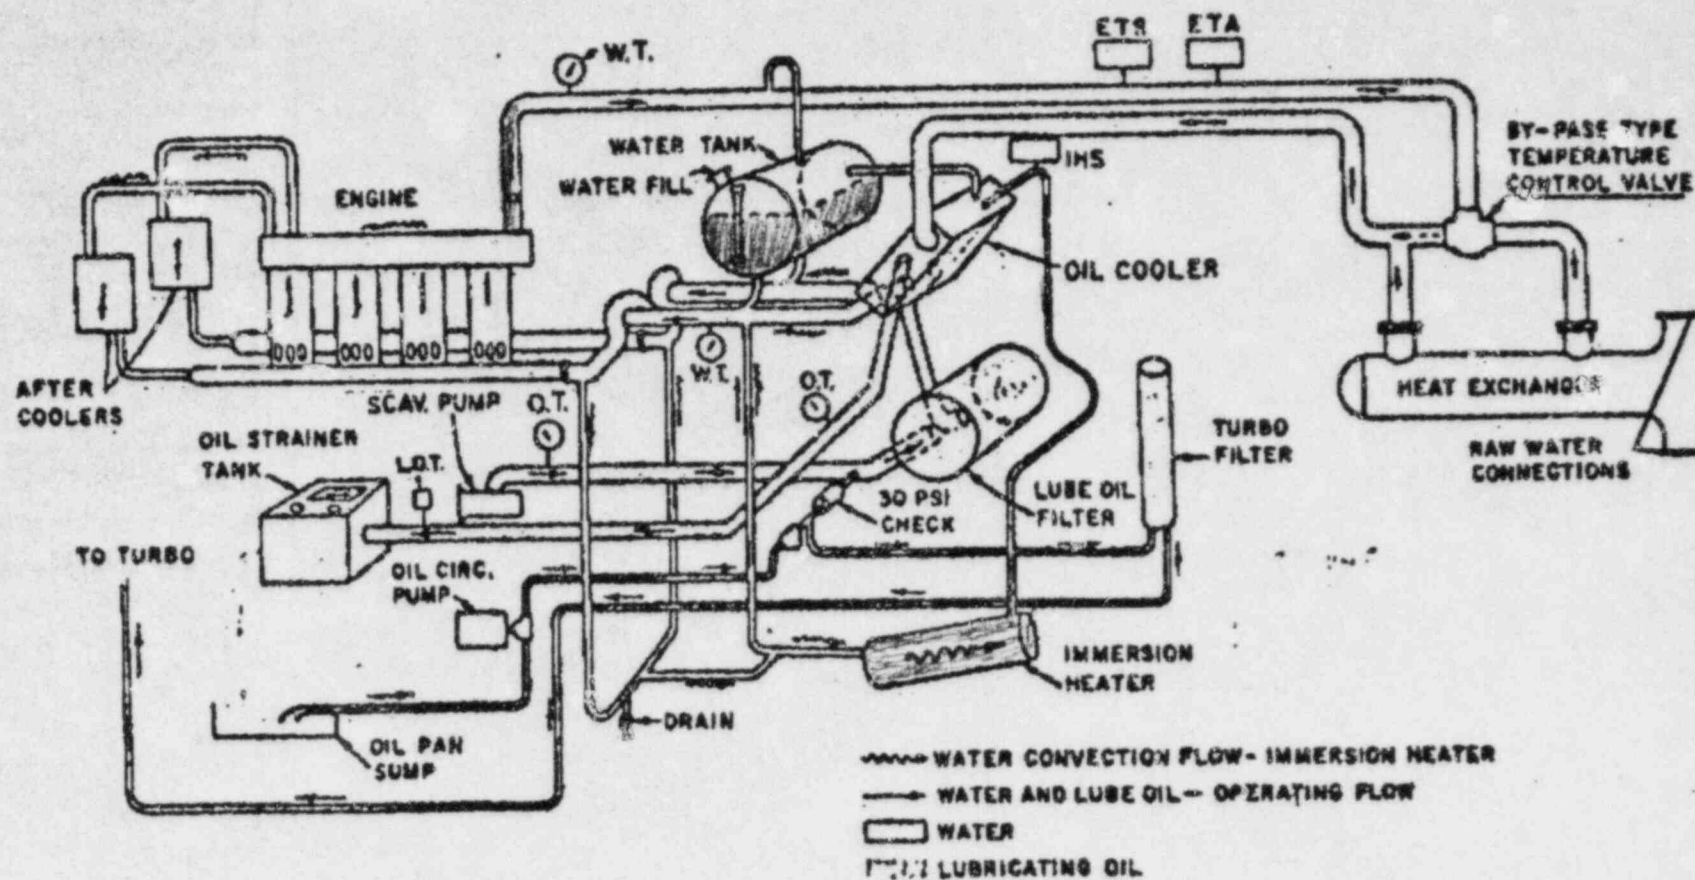 ETS ETA
W.T.
WATER TANK
WATER FILL
IHS
BY-PASS TYPE
TEMPERATURE
CONTROL VALVE
ENGINE
OIL COOLER
AFTER
COOLERS
W.T.
SCAV. PUMP
O.T.
O.T.
HEAT EXCHANGER
OIL STRAINER
TANK
L.O.T.
TURBO
FILTER
RAW WATER
CONNECTIONS
30 PSI
CHECK
LUBE OIL
FILTER
TO TURBO
OIL CIRC.
PUMP
IMMERSION
HEATER
DRAIN
OIL PAN
SUMP
WATER CONVECTION FLOW - IMMERSION HEATER
WATER AND LUBE OIL - OPERATING FLOW
WATER
LUBRICATING OIL